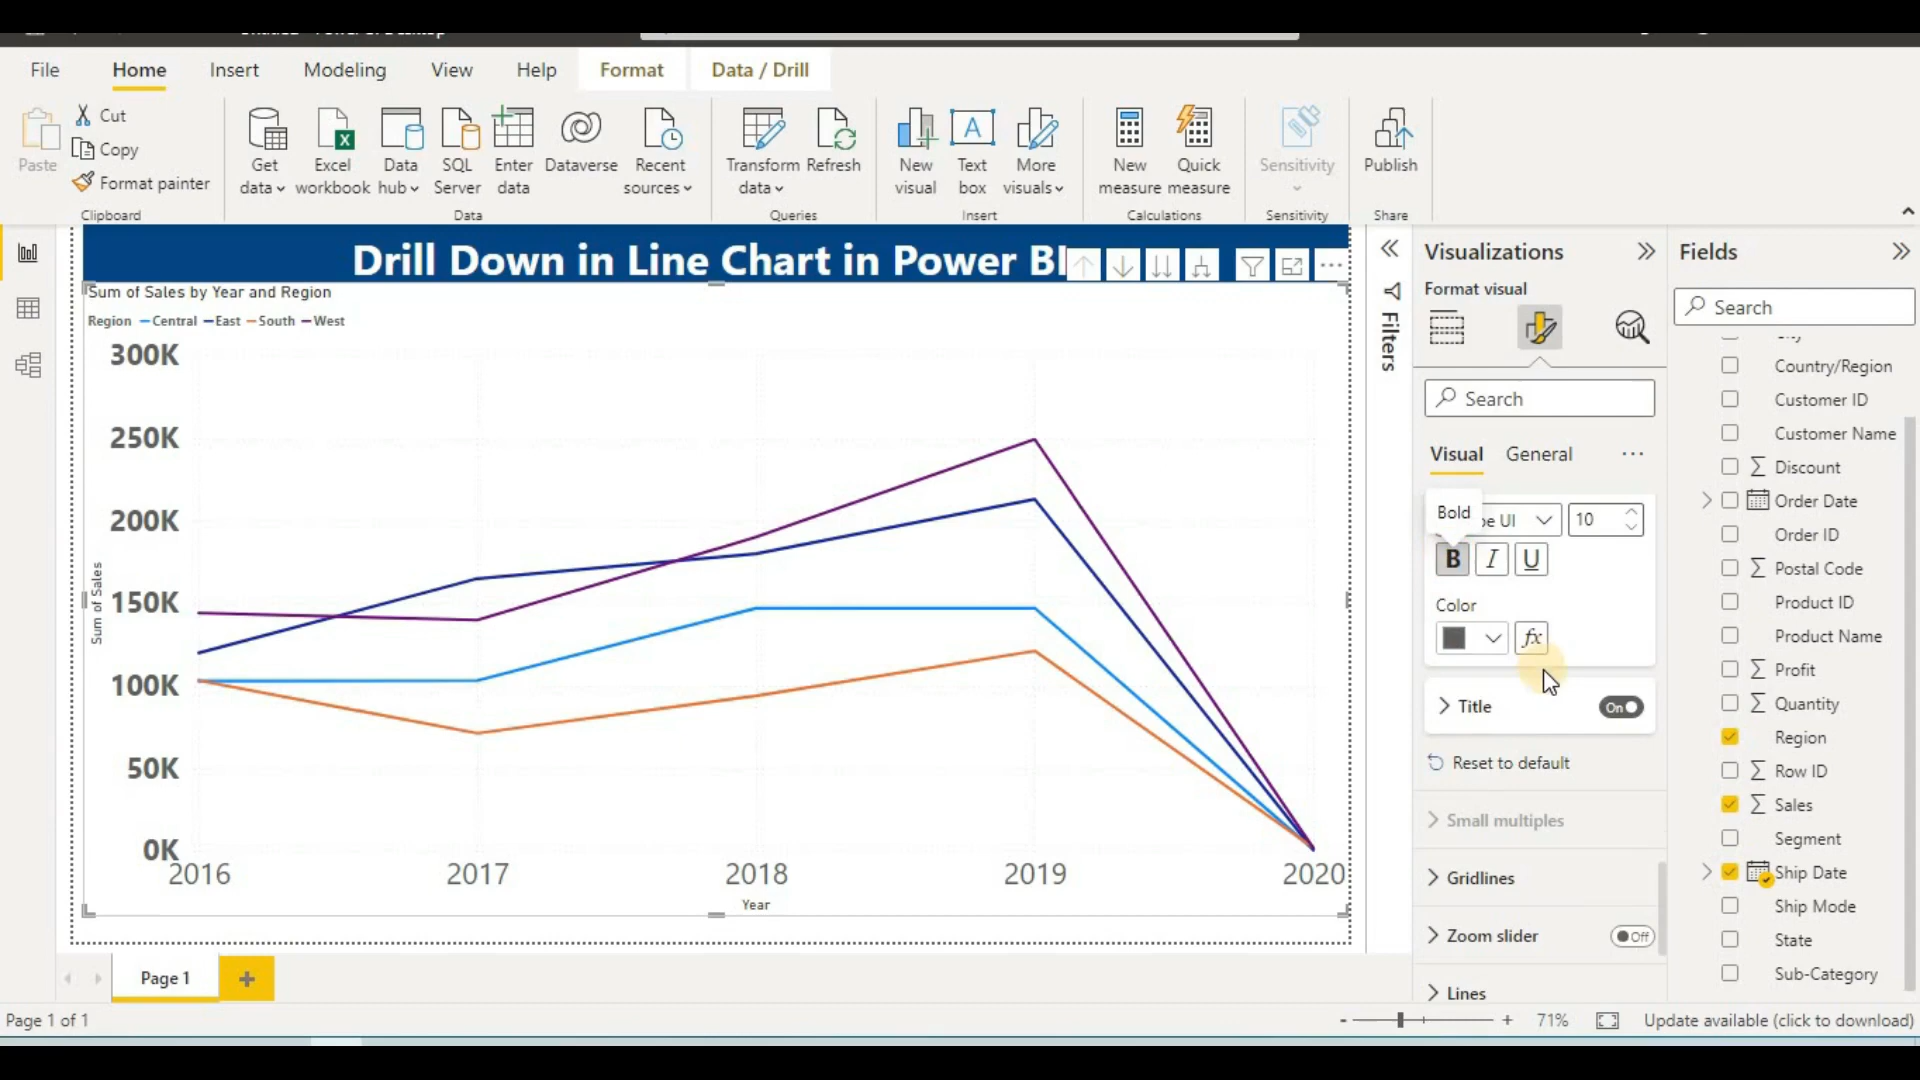 File Home Insert Modeling View Help Format Data / Drill
Paste
Cut
Copy
Format painter
Clipboard
Get data
Excel workbook
Data hub
SQL Server
Enter data
Dataverse
Recent sources
Data
Transform data
Refresh
Queries
New visual
Text box
More visuals
Insert
New measure
Quick measure
Calculations
Sensitivity
Sensitivity
Publish
Share
Drill Down in Line Chart in Power BI
Sum of Sales by Year and Region
Region Central East South West
300K
250K
200K
150K
100K
50K
0K
Sum of Sales
2016 2017 2018 2019 2020
Year
Filters
Visualizations
Format visual
Search
Visual General
Bold
UI 10
B I U
Color
fx
Title On
Reset to default
Small multiples
Gridlines
Zoom slider Off
Lines
Fields
Search
Country/Region
Customer ID
Customer Name
Discount
Order Date
Order ID
Postal Code
Product ID
Product Name
Profit
Quantity
Region
Row ID
Sales
Segment
Ship Date
Ship Mode
State
Sub-Category
Page 1
Page 1 of 1
- + 71%
Update available (click to download)